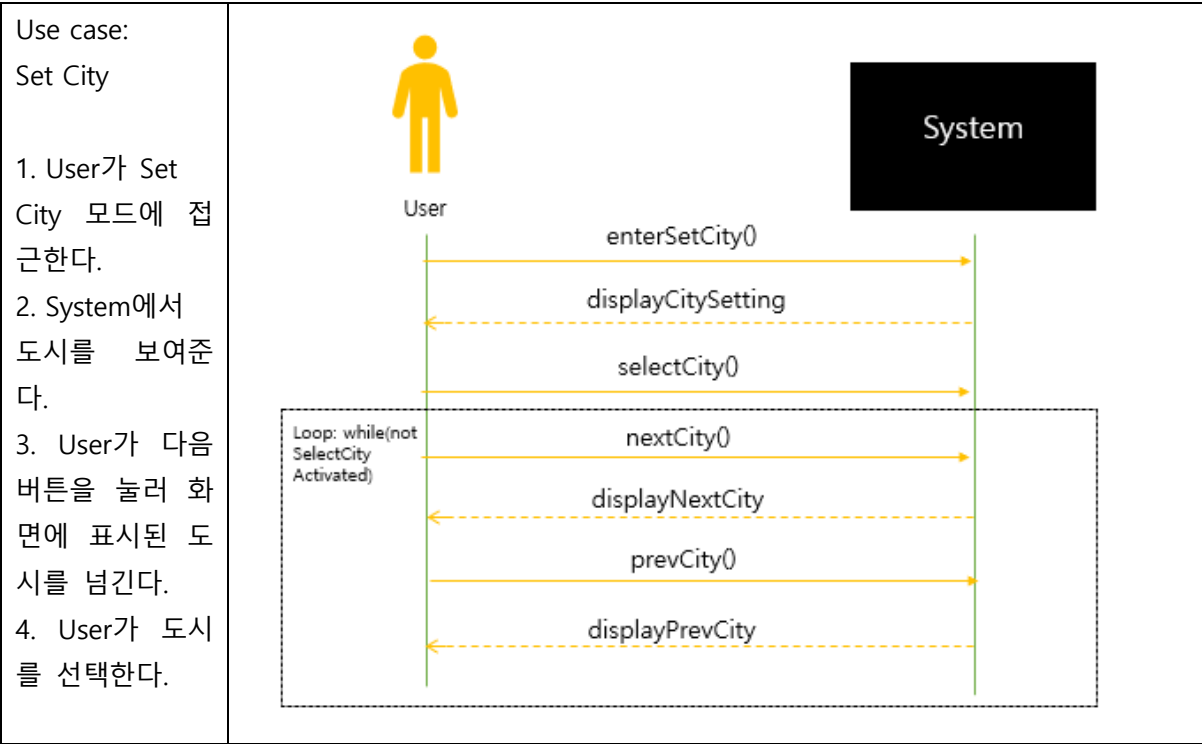 Use case:
Set City
1. User가 Set
City 모드에 접
근한다.
2. System에서
도시를 보여준
다.
3. User가 다음
버튼을 눌러 화
면에 표시된 도
시를 넘긴다.
4. User가 도시
를 선택한다.
System
User
enterSetCity()
displayCitySetting
selectCity()
Loop: while(not
SelectCity
Activated)
nextCity()
displayNextCity
prevCity()
displayPrevCity